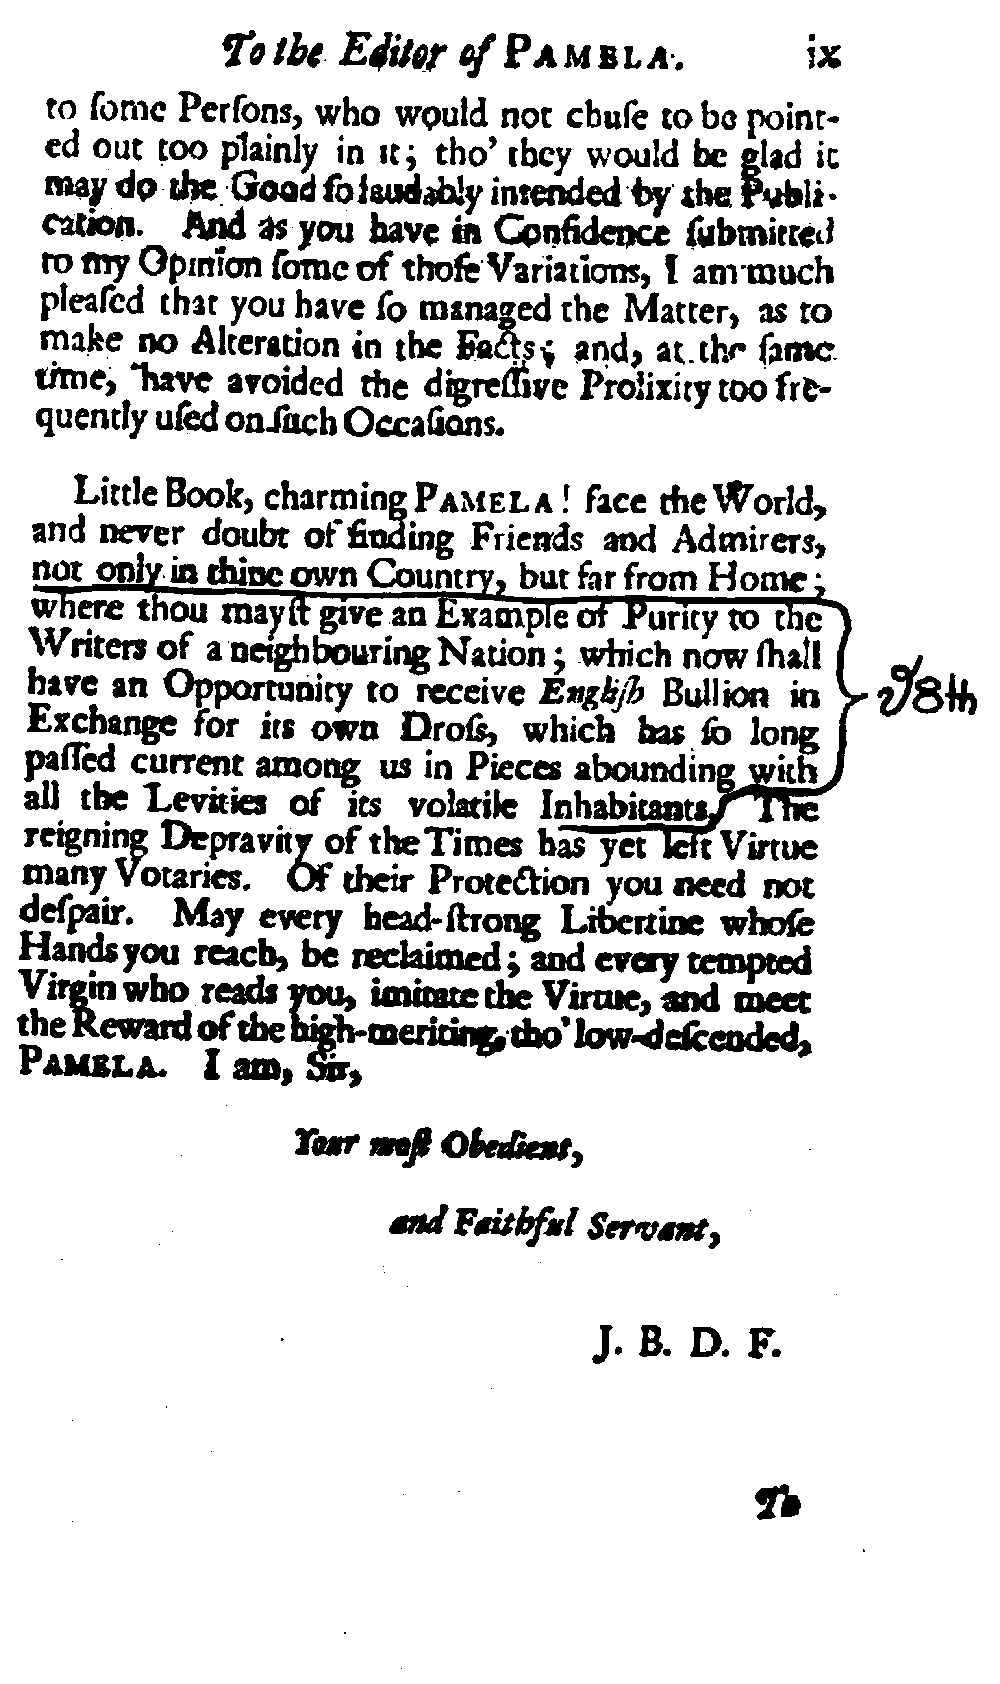 To the Editor of PAMELA. ix
to ſome Perſons, who would not chuſe to be point-
ed out too plainly in it; tho' they would be glad it
may do the Good ſo laudably intended by the Publi-
cation. And as you have in Confidence ſubmitted
to my Opinion ſome of thoſe Variations, I am much
pleaſed that you have ſo managed the Matter, as to
make no Alteration in the Facts; and, at the ſame
time, have avoided the digreſſive Prolixity too fre-
quently uſed on ſuch Occaſions.
Little Book, charming PAMELA! face the World,
and never doubt of finding Friends and Admirers,
not only in thine own Country, but far from Home;
where thou mayſt give an Example of Purity to the
Writers of a neighbouring Nation; which now ſhall
have an Opportunity to receive Engliſh Bullion in
Exchange for its own Droſs, which has ſo long
paſſed current among us in Pieces abounding with
all the Levities of its volatile Inhabitants. The
reigning Depravity of the Times has yet left Virtue
many Votaries. Of their Protection you need not
deſpair. May every head-ſtrong Libertine whoſe
Hands you reach, be reclaimed; and every tempted
Virgin who reads you, imitate the Virtue, and meet
the Reward of the high-meriting, tho' low-deſcended,
PAMELA. I am, Sir,
Your moſt Obedient,
and Faithful Servant,
J. B. D. F.
To